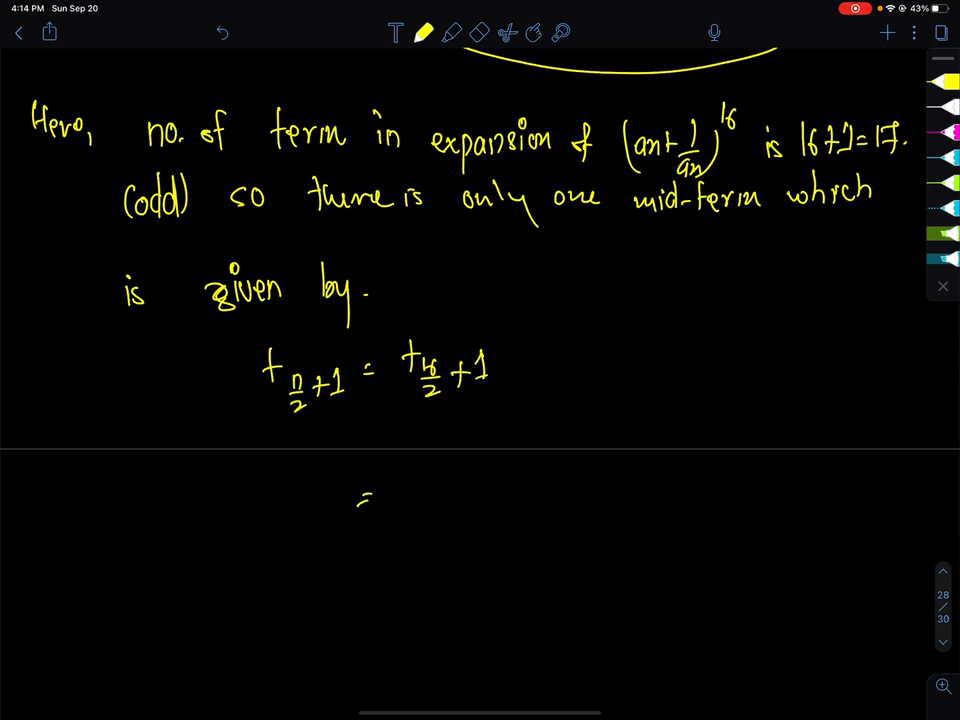 4:14 PM Sun Sep 20
43%
Here, no. of term in expansion of (ax+1/ax)^16 is 16+1=17.
(odd) so there is only one mid-term which
is given by.
t_{n/2+1} = t_{16/2+1}
=
28
/
30